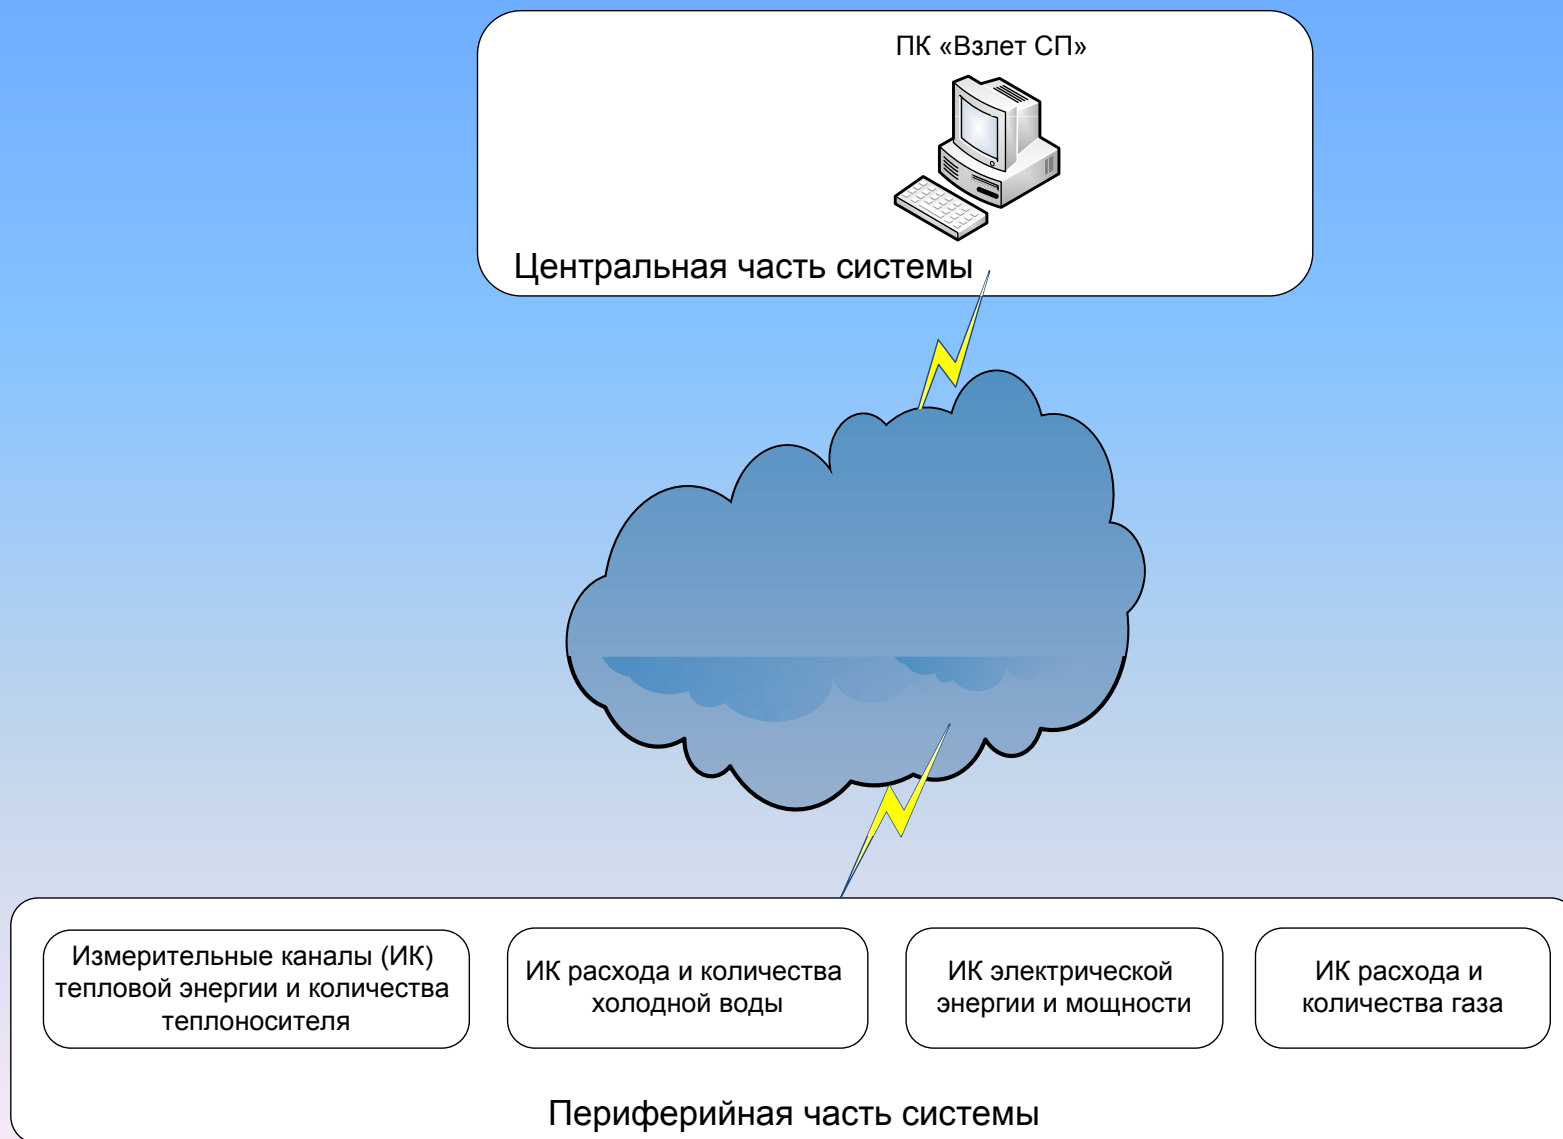 ПК «Взлет СП»
Центральная часть системы
Измерительные каналы (ИК)
тепловой энергии и количества
теплоносителя
ИК расхода и количества
холодной воды
ИК электрической
энергии и мощности
ИК расхода и
количества газа
Периферийная часть системы